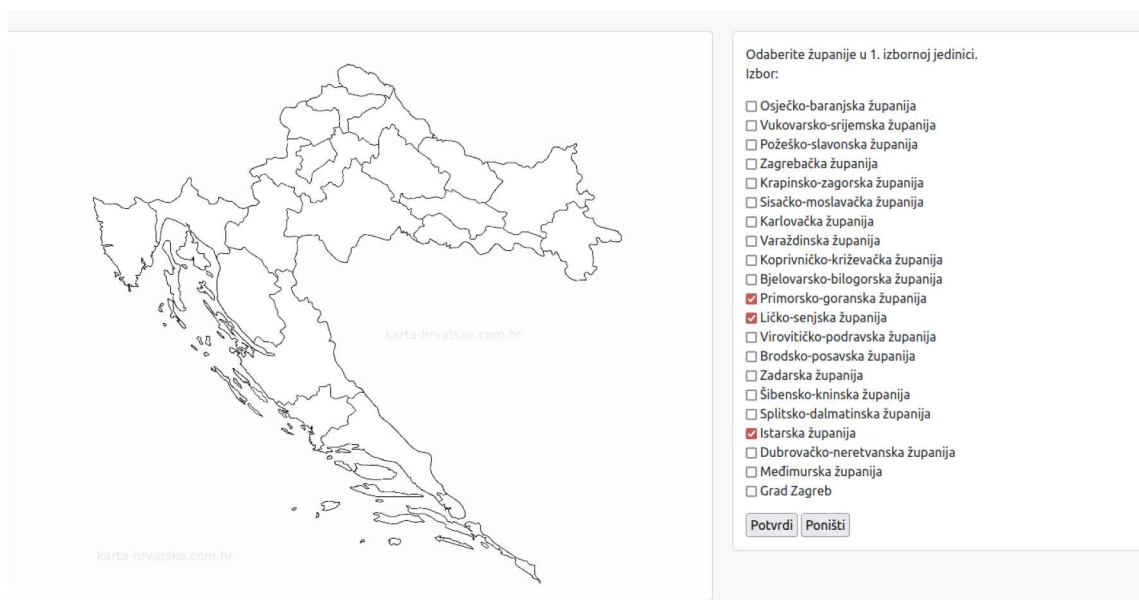 Odaberite županije u 1. izbornoj jedinici.
Izbor:
Osječko-baranjska županija
Vukovarsko-srijemska županija
Požeško-slavonska županija
Zagrebačka županija
Krapinsko-zagorska županija
Sisačko-moslavačka županija
Karlovačka županija
Varaždinska županija
Koprivničko-križevačka županija
Bjelovarsko-bilogorska županija
Primorsko-goranska županija
Ličko-senjska županija
Virovitičko-podravska županija
Brodsko-posavska županija
Zadarska županija
Šibensko-kninska županija
Splitsko-dalmatinska županija
Istarska županija
Dubrovačko-neretvanska županija
Međimurska županija
Grad Zagreb
Potvrdi Poništi
karta-hrvatske.com.hr
karta-hrvatske.com.hr